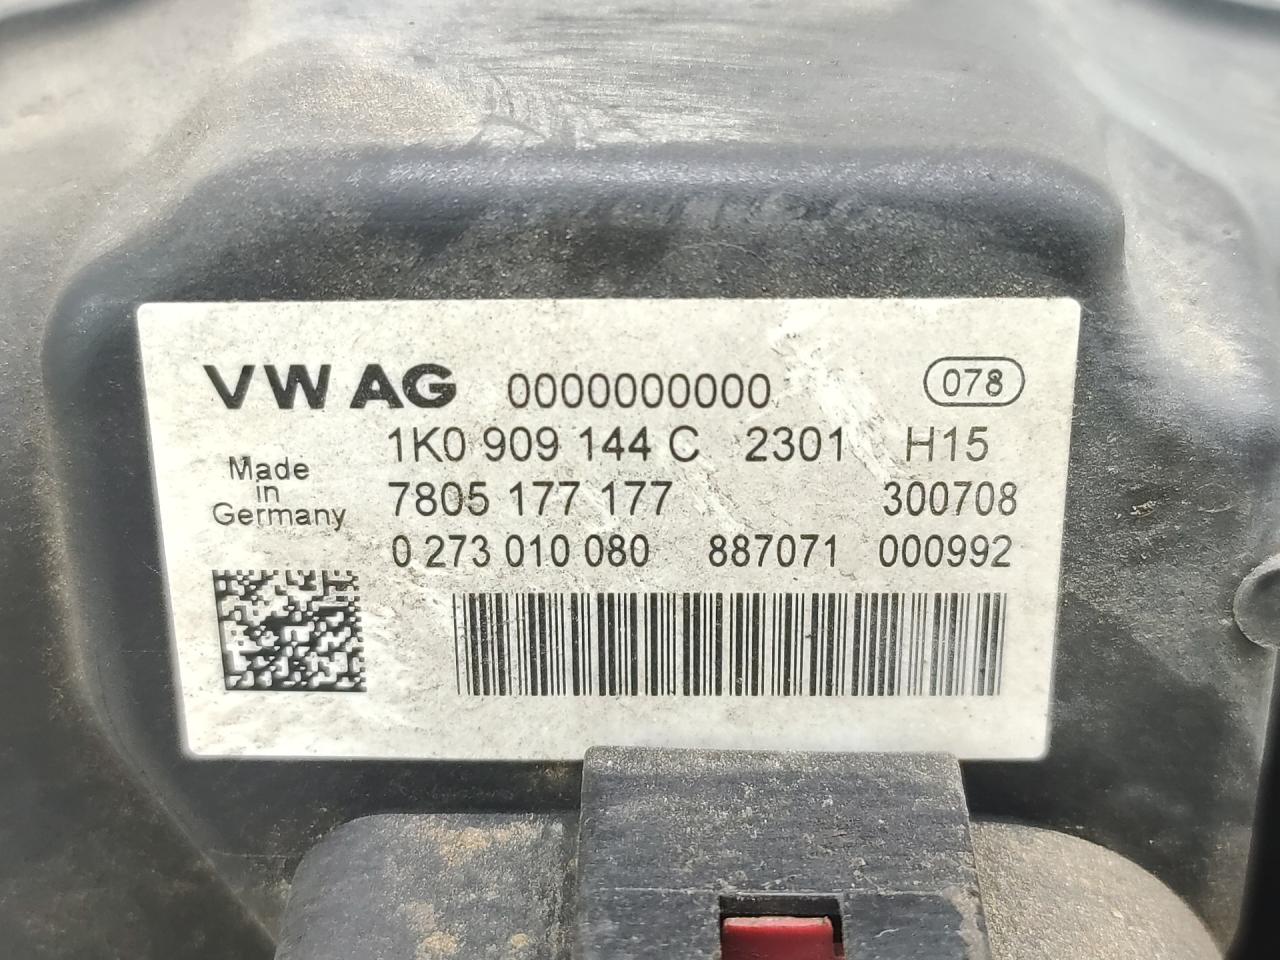 VW AG 0000000000 078
1K0 909 144 C 2301 H15
Made in Germany
7805 177 177 300708
0 273 010 080 887071 000992